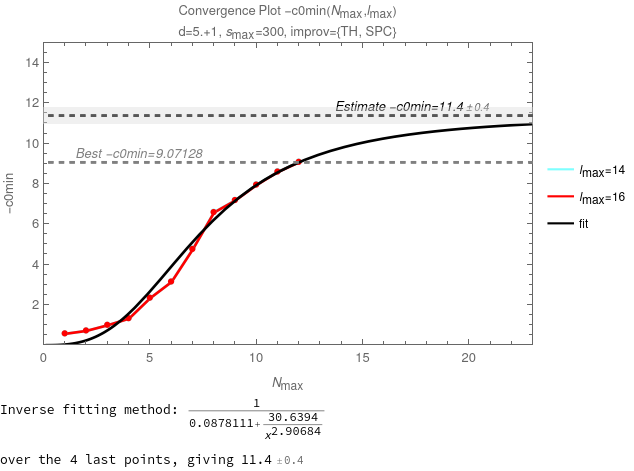 Convergence Plot −c0min(Nmax,lmax)
d=5.+1, smax=300, improv={TH, SPC}
−c0min
14
12
10
8
6
4
2
Estimate −c0min=11.4 ±0.4
Best −c0min=9.07128
lmax=14
lmax=16
fit
0 5 10 15 20
Nmax
Inverse fitting method: 1
0.0878111+ 30.6394
x2.90684
over the 4 last points, giving 11.4 ±0.4